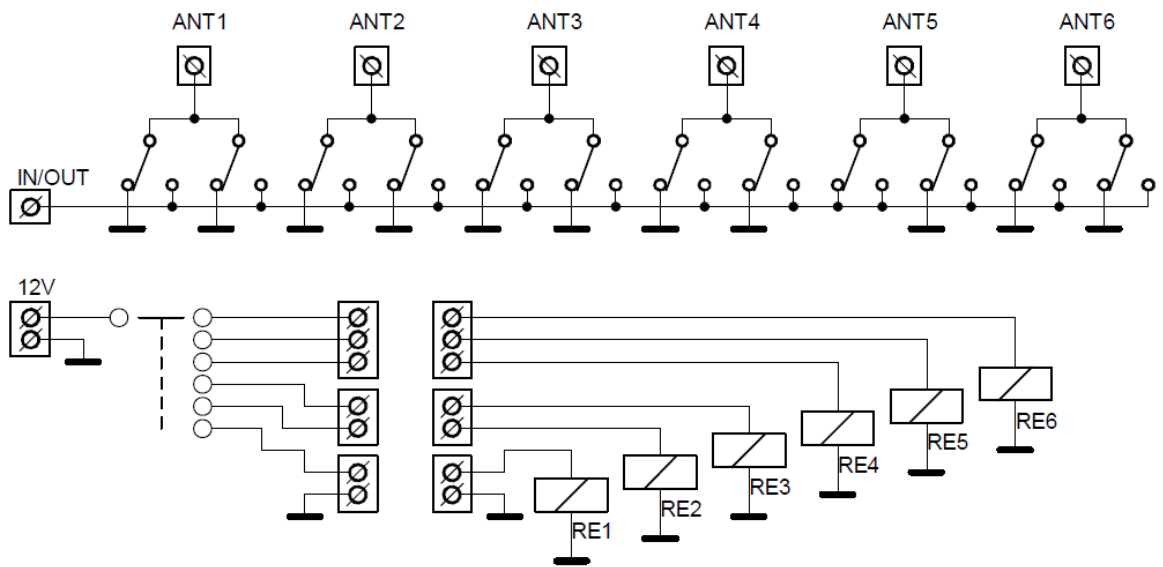 ANT1 ANT2 ANT3 ANT4 ANT5 ANT6
IN/OUT
12V
RE6
RE5
RE4
RE3
RE2
RE1